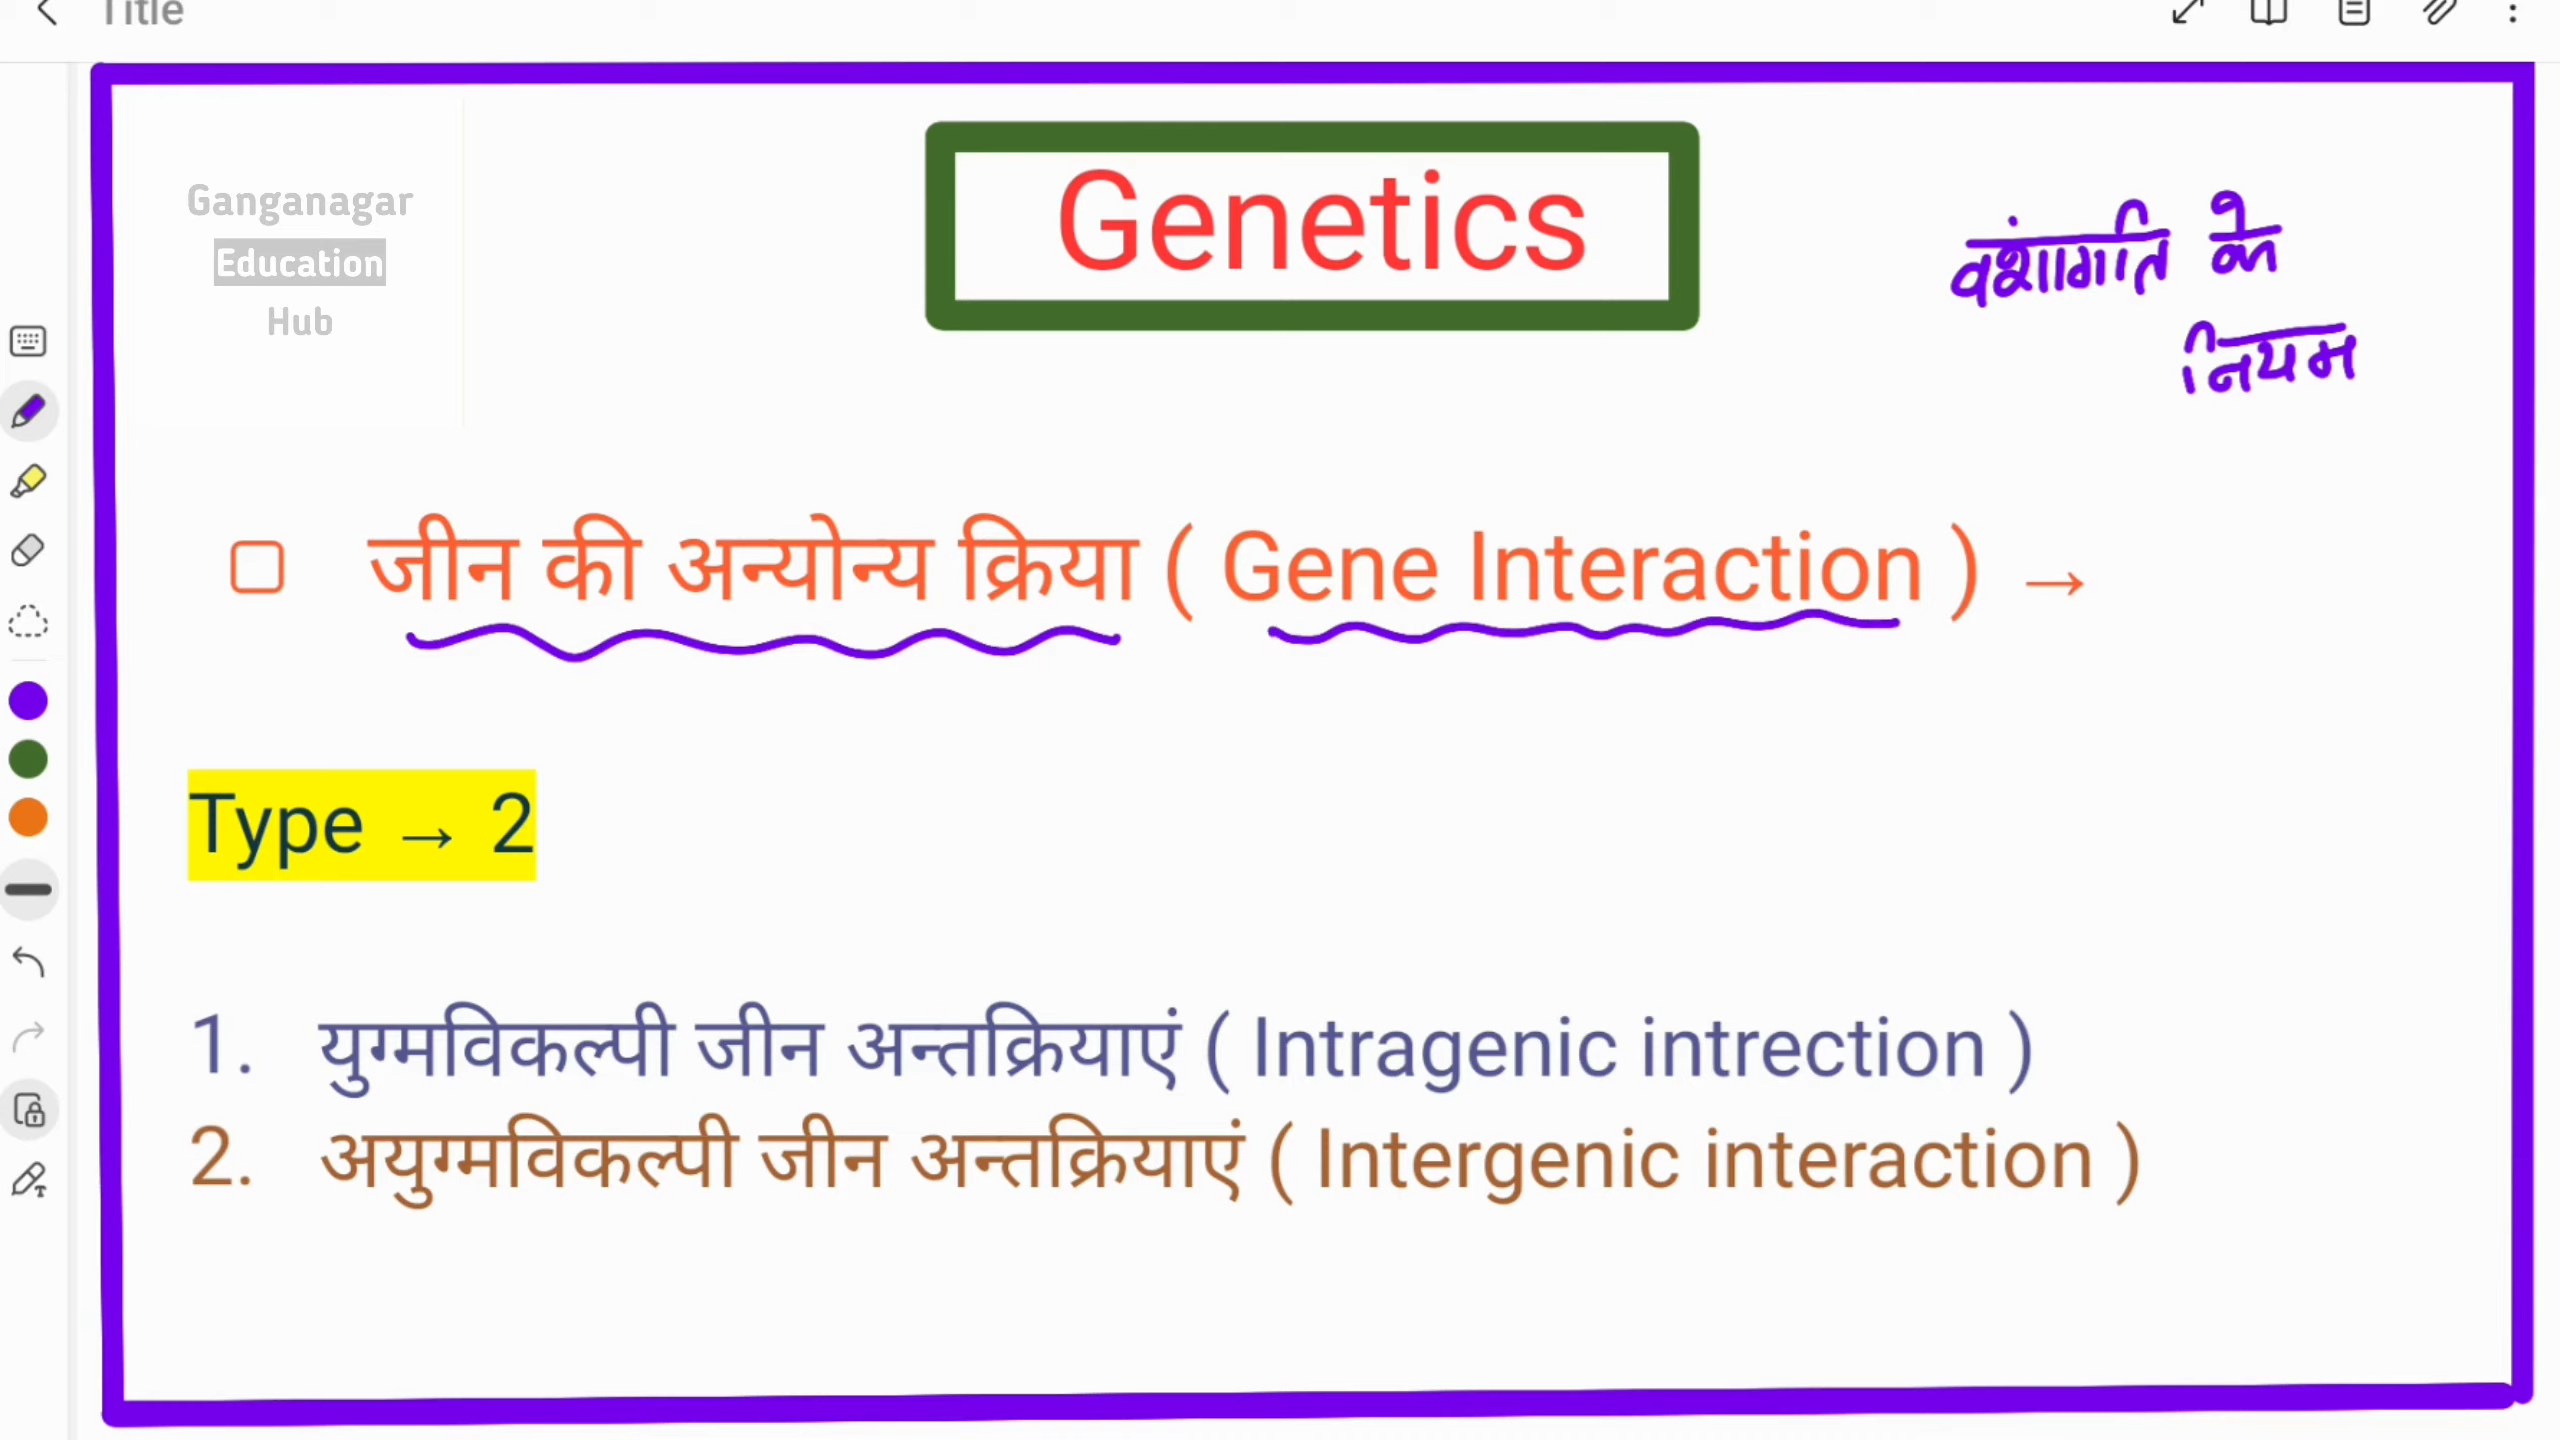 Title
Ganganagar
Education
Hub
Genetics
वंशागति के
नियम
जीन की अन्योन्य क्रिया ( Gene Interaction ) →
Type → 2
1. युग्मविकल्पी जीन अन्तक्रियाएं ( Intragenic intrection )
2. अयुग्मविकल्पी जीन अन्तक्रियाएं ( Intergenic interaction )